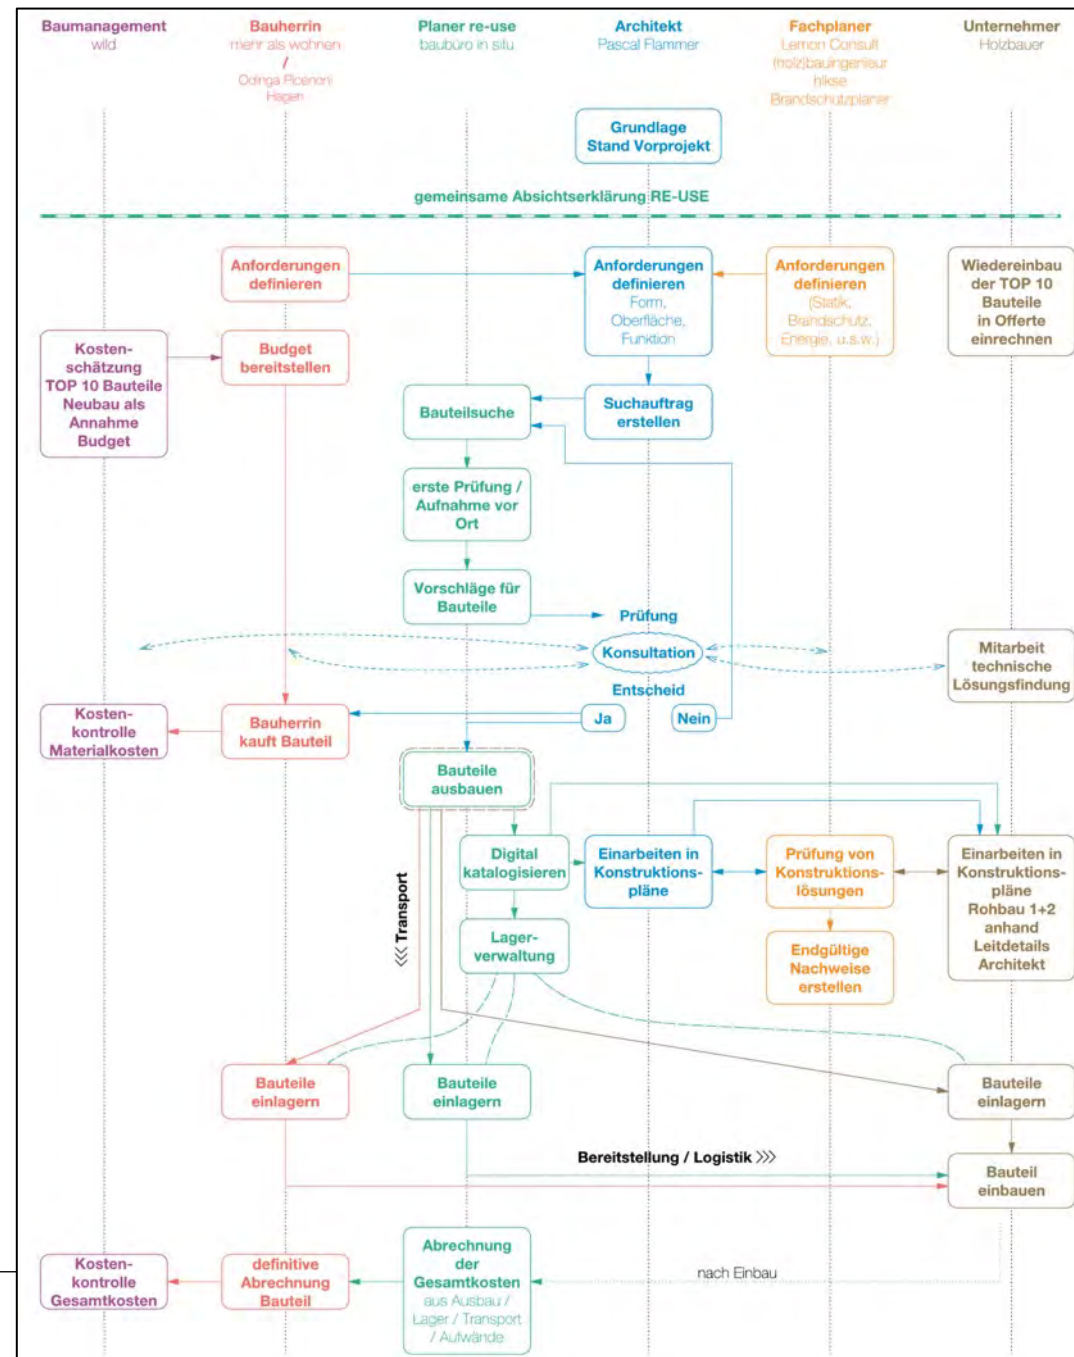 Baumanagement
wild
Bauherrin
mehr als wohnen
/
Odinga Picenoni
Hagen
Planer re-use
baubüro in situ
Architekt
Pascal Flammer
Fachplaner
Lemon Consult
(holz)bauingenieur
hkse
Brandschutzplaner
Unternehmer
Holzbauer
Grundlage
Stand Vorprojekt
gemeinsame Absichtserklärung RE-USE
Anforderungen
definieren
Anforderungen
definieren
Form,
Oberfläche,
Funktion
Anforderungen
definieren
(Statik,
Brandschutz,
Energie, u.s.w.)
Wiedereinbau
der TOP 10
Bauteile
in Offerte
einrechnen
Kosten-
schätzung
TOP 10 Bauteile
Neubau als
Annahme
Budget
Budget
bereitstellen
Bauteilsuche
Suchauftrag
erstellen
erste Prüfung /
Aufnahme vor
Ort
Vorschläge für
Bauteile
Prüfung
Konsultation
Mitarbeit
technische
Lösungsfindung
Entscheid
Ja
Nein
Kosten-
kontrolle
Materialkosten
Bauherrin
kauft Bauteil
Bauteile
ausbauen
Digital
katalogisieren
Einarbeiten in
Konstruktions-
pläne
Prüfung von
Konstruktions-
lösungen
Einarbeiten in
Konstruktions-
pläne
Rohbau 1+2
anhand
Leitdetails
Architekt
<<< Transport
Lager-
verwaltung
Endgültige
Nachweise
erstellen
Bauteile
einlagern
Bauteile
einlagern
Bauteile
einlagern
Bereitstellung / Logistik >>>
Bauteil
einbauen
Kosten-
kontrolle
Gesamtkosten
definitive
Abrechnung
Bauteil
Abrechnung
der
Gesamtkosten
aus Ausbau /
Lager / Transport
/ Aufwände
nach Einbau